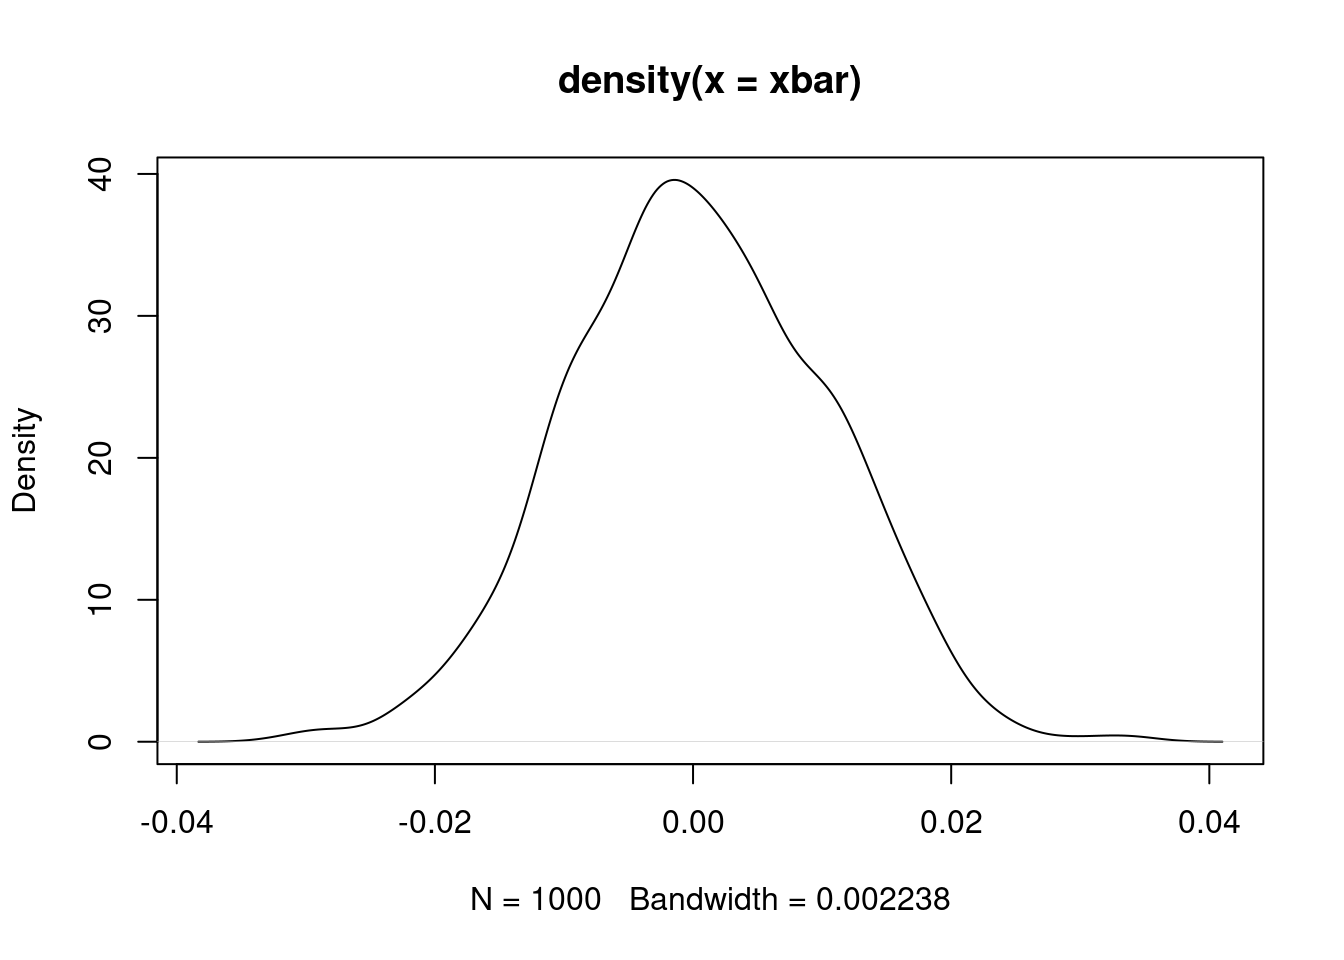 density(x = xbar)
Density
40
30
20
10
0
-0.04 -0.02 0.00 0.02 0.04
N = 1000 Bandwidth = 0.002238